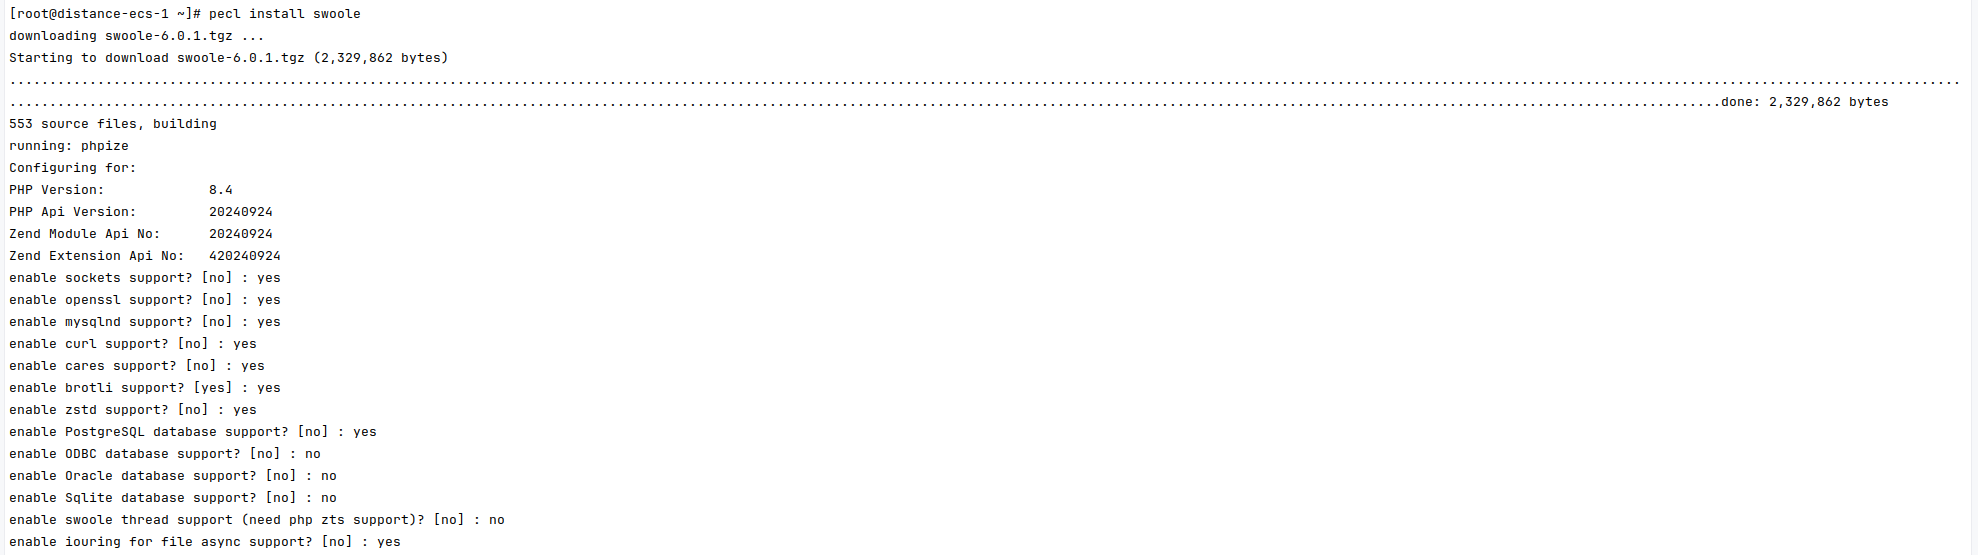 [root@distance-ecs-1 ~]# pecl install swoole
downloading swoole-6.0.1.tgz ...
Starting to download swoole-6.0.1.tgz (2,329,862 bytes)
....................................................................................................................................................................................................................................................
......................................................................................................................................................................................................................done: 2,329,862 bytes
553 source files, building
running: phpize
Configuring for:
PHP Version:             8.4
PHP Api Version:         20240924
Zend Module Api No:      20240924
Zend Extension Api No:   420240924
enable sockets support? [no] : yes
enable openssl support? [no] : yes
enable mysqlnd support? [no] : yes
enable curl support? [no] : yes
enable cares support? [no] : yes
enable brotli support? [yes] : yes
enable zstd support? [no] : yes
enable PostgreSQL database support? [no] : yes
enable ODBC database support? [no] : no
enable Oracle database support? [no] : no
enable Sqlite database support? [no] : no
enable swoole thread support (need php zts support)? [no] : no
enable iouring for file async support? [no] : yes